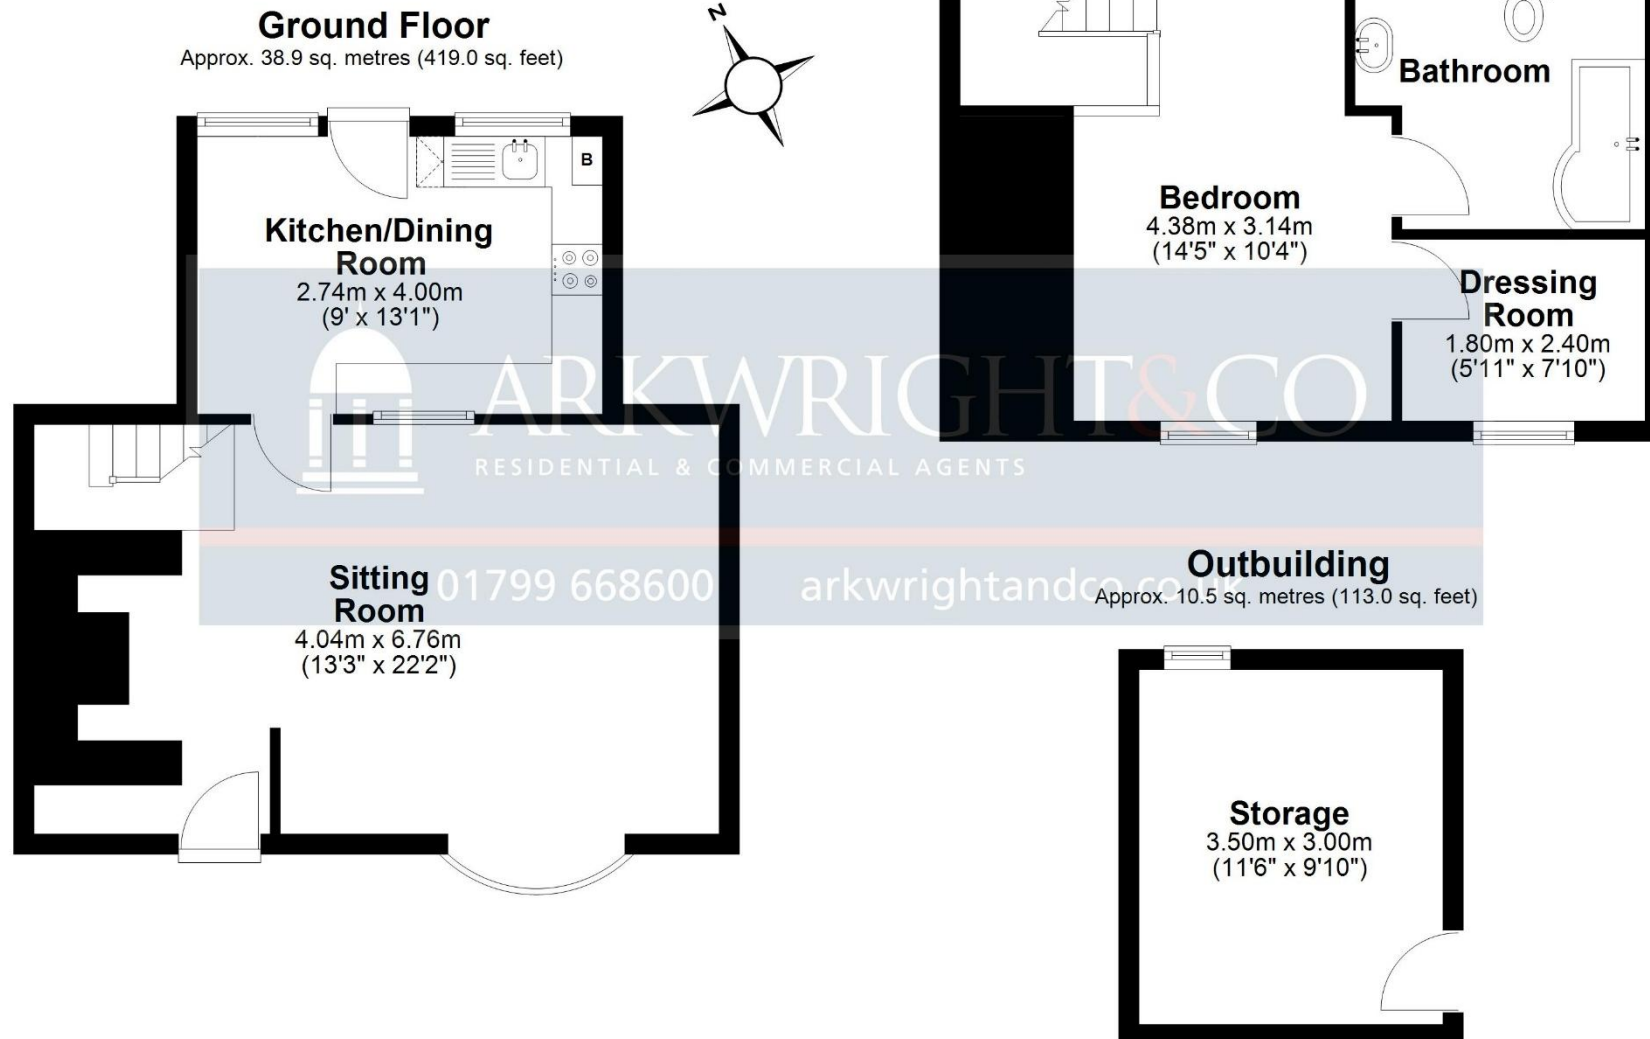 Ground Floor
Approx. 38.9 sq. metres (419.0 sq. feet)
N
B
Kitchen/Dining
Room
2.74m x 4.00m
(9' x 13'1")
Sitting
Room
4.04m x 6.76m
(13'3" x 22'2")
Bathroom
Bedroom
4.38m x 3.14m
(14'5" x 10'4")
Dressing
Room
1.80m x 2.40m
(5'11" x 7'10")
ARKWRIGHT&CO
RESIDENTIAL & COMMERCIAL AGENTS
01799 668600 arkwrightandco.co.uk
Outbuilding
Approx. 10.5 sq. metres (113.0 sq. feet)
Storage
3.50m x 3.00m
(11'6" x 9'10")